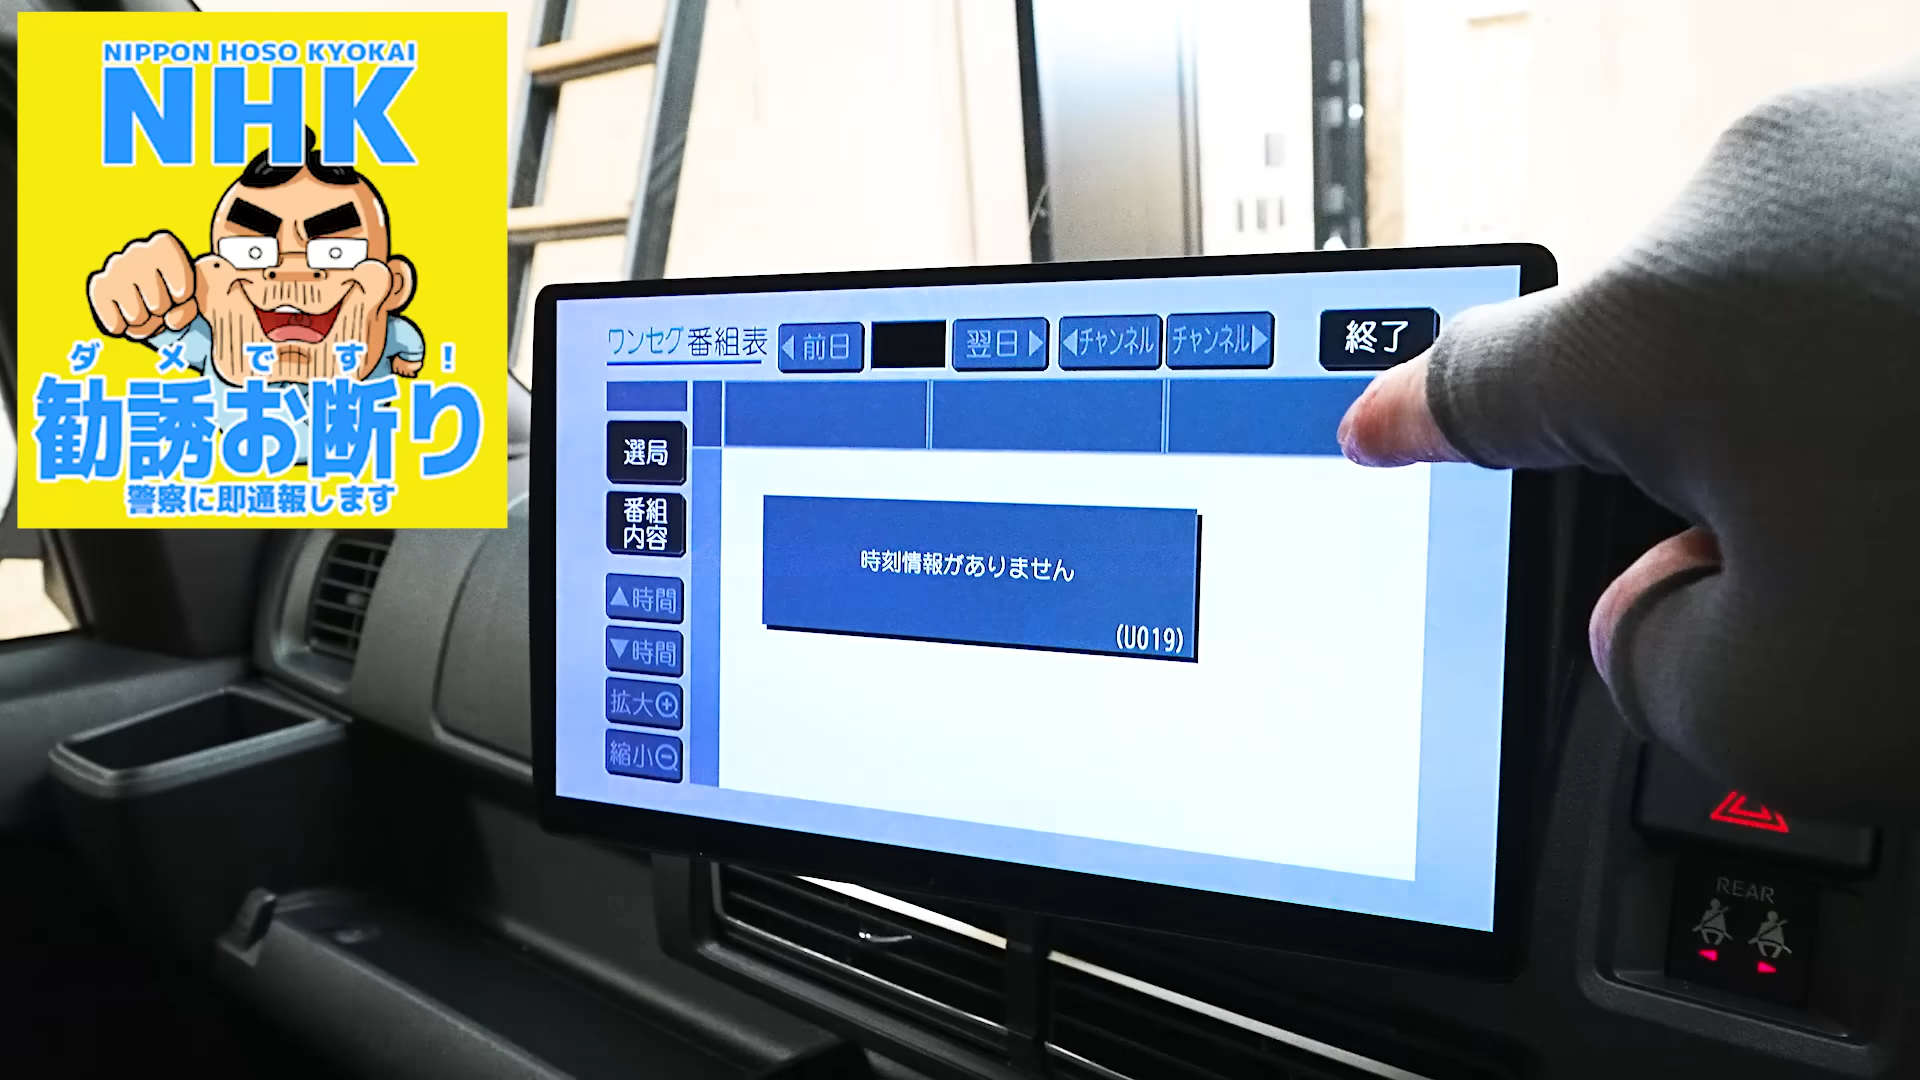 NIPPON HOSO KYOKAI
NHK
ダメです!
勧誘お断り
警察に即通報します
ワンセグ番組表
◀前日
翌日▶
◀チャンネル
チャンネル▶
終了
選局
番組
内容
▲時間
▼時間
拡大
縮小
時刻情報がありません
(U019)
REAR